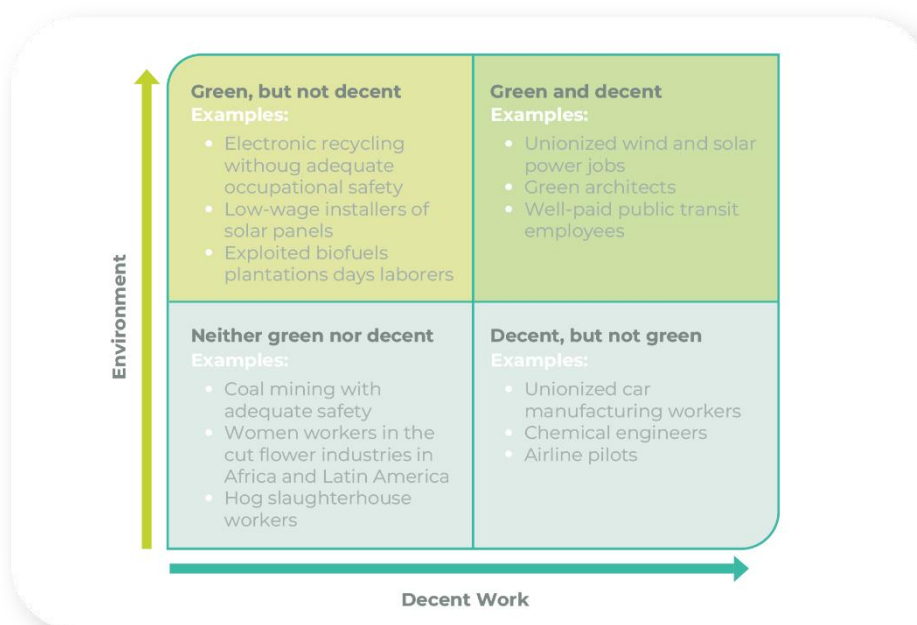 Green, but not decent
Examples:
• Electronic recycling
withoug adequate
occupational safety
• Low-wage installers of
solar panels
• Exploited biofuels
plantations days laborers
Green and decent
Examples:
• Unionized wind and solar
power jobs
• Green architects
• Well-paid public transit
employees
Environment
Neither green nor decent
Examples:
• Coal mining with
adequate safety
• Women workers in the
cut flower industries in
Africa and Latin America
• Hog slaughterhouse
workers
Decent, but not green
Examples:
• Unionized car
manufacturing workers
• Chemical engineers
• Airline pilots
Decent Work